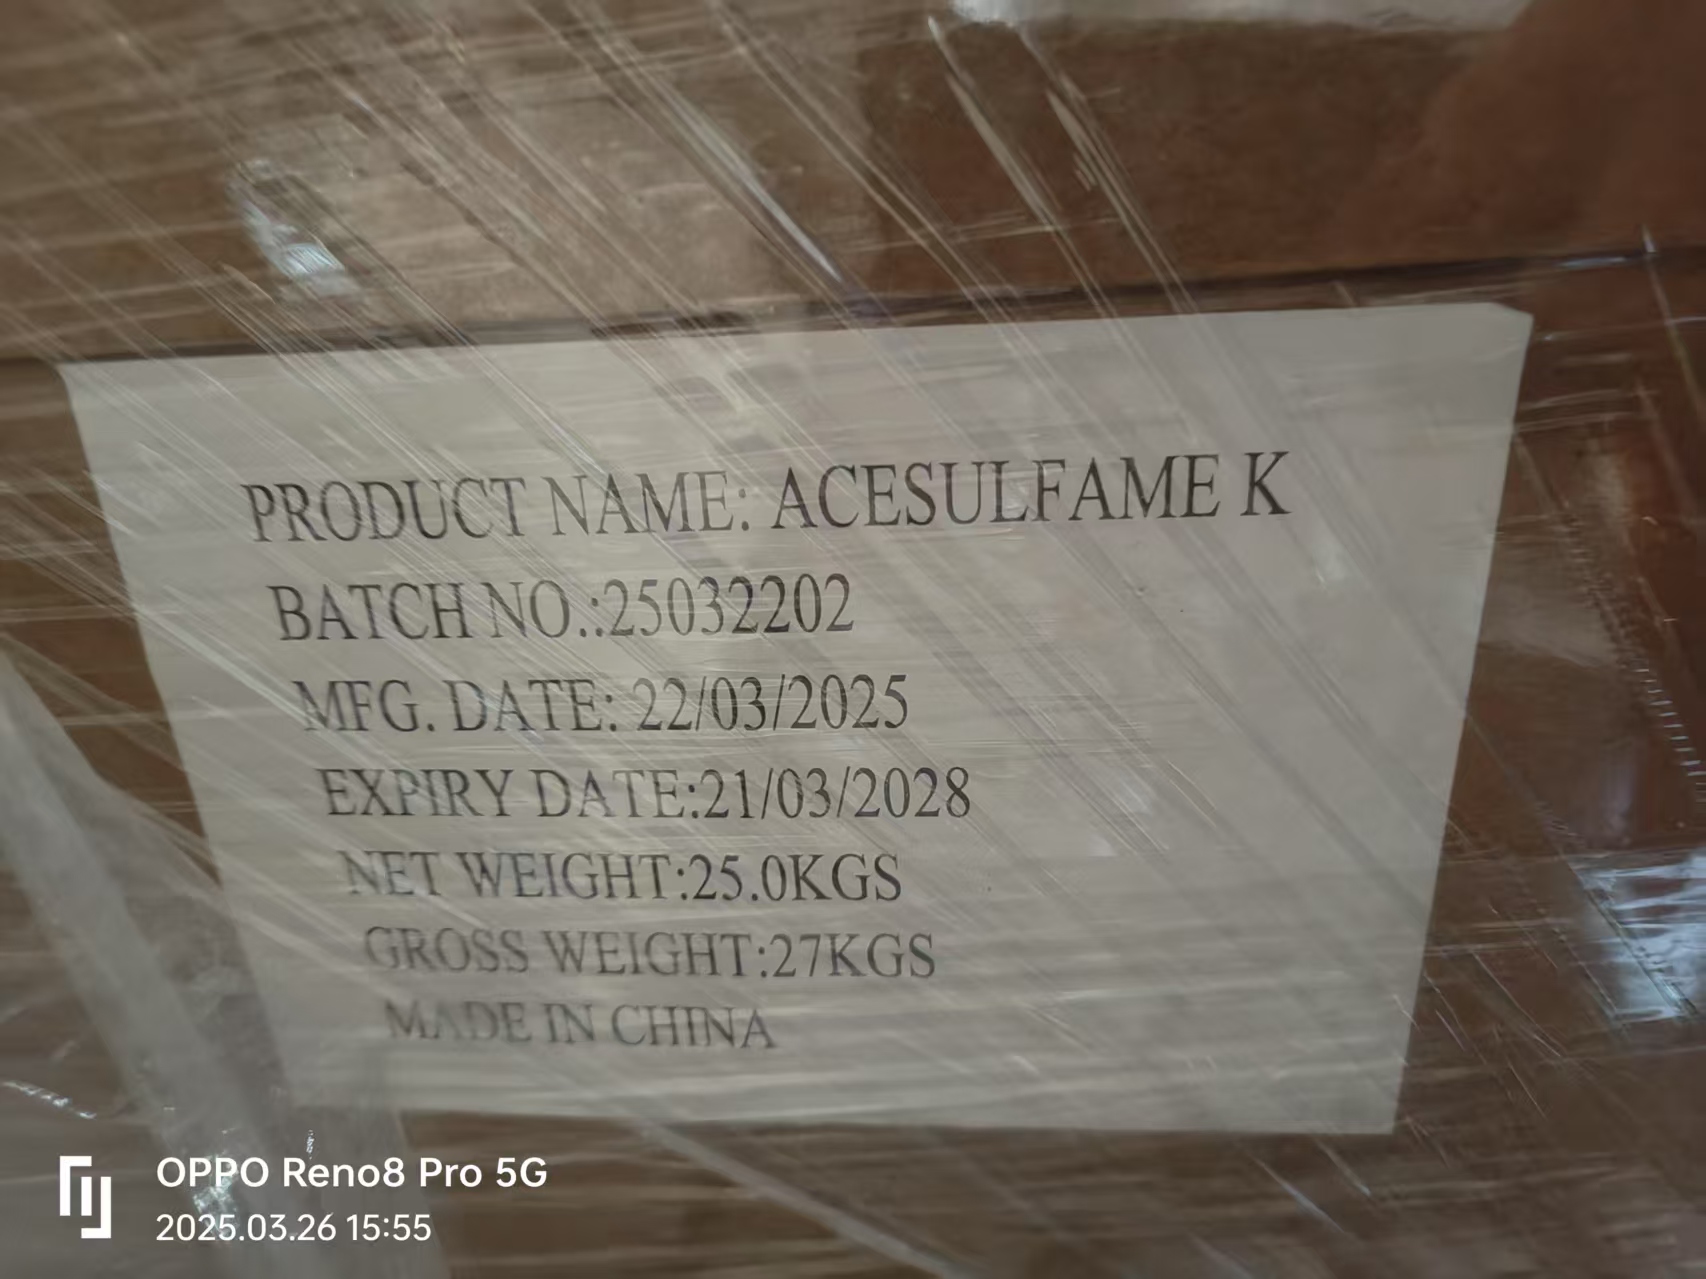 PRODUCT NAME: ACESULFAME K
BATCH NO.:25032202
MFG. DATE: 22/03/2025
EXPIRY DATE:21/03/2028
NET WEIGHT:25.0KGS
GROSS WEIGHT:27KGS
MADE IN CHINA
OPPO Reno8 Pro 5G
2025.03.26 15:55